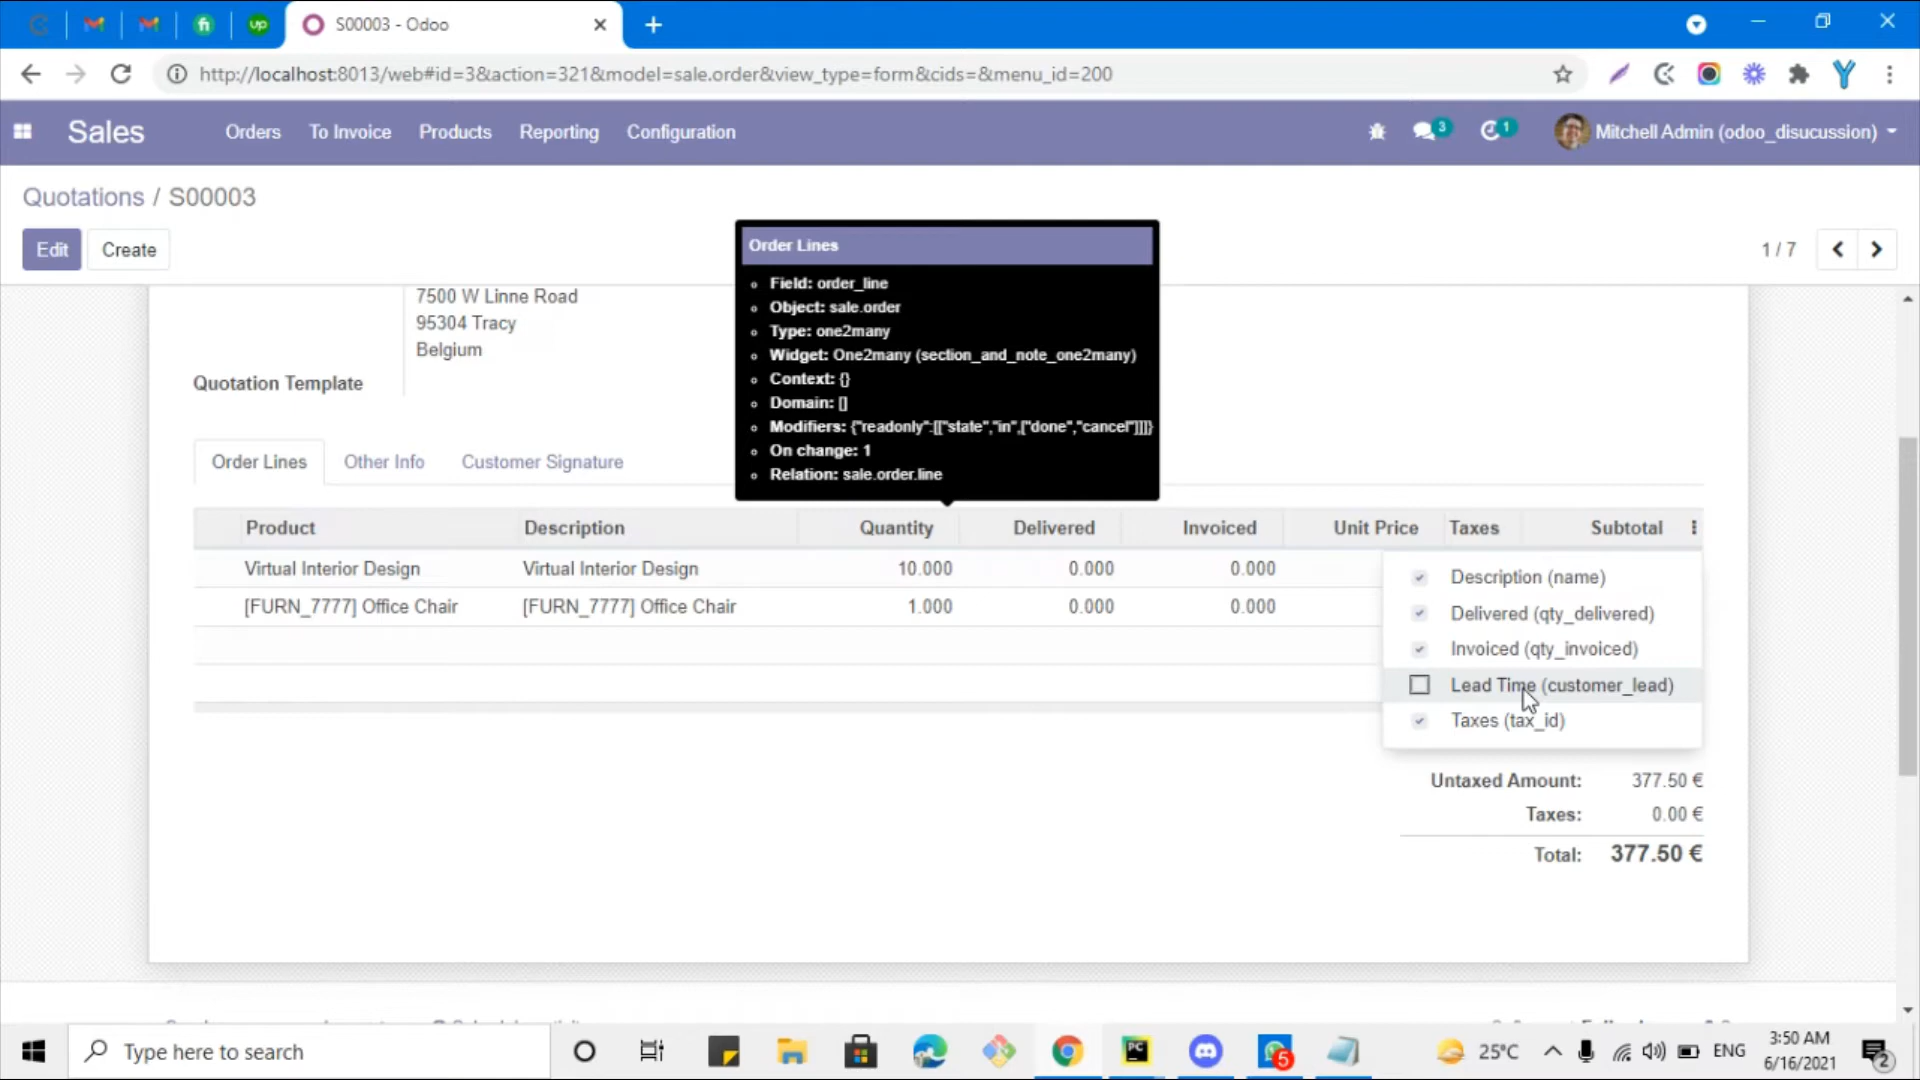 S00003 - Odoo
up
http://localhost:8013/web#id=3&action=321&model=sale.order&view_type=form&cids=&menu_id=200
Sales Orders To Invoice Products Reporting Configuration 3 1 Mitchell Admin (odoo_disucussion)
Quotations / S00003
Edit Create 1 / 7
7500 W Linne Road
95304 Tracy
Belgium
Quotation Template
Order Lines
Field: order_line
Object: sale.order
Type: one2many
Widget: One2many (section_and_note_one2many)
Context: {}
Domain: []
Modifiers: {"readonly":[["state","in",["done","cancel"]]]}
On change: 1
Relation: sale.order.line
Order Lines Other Info Customer Signature
Product Description Quantity Delivered Invoiced Unit Price Taxes Subtotal
Virtual Interior Design Virtual Interior Design 10.000 0.000 0.000
[FURN_7777] Office Chair [FURN_7777] Office Chair 1.000 0.000 0.000
Description (name)
Delivered (qty_delivered)
Invoiced (qty_invoiced)
Lead Time (customer_lead)
Taxes (tax_id)
Untaxed Amount: 377.50 €
Taxes: 0.00 €
Total: 377.50 €
Type here to search
PC
5
25°C
ENG
3:50 AM
6/16/2021
2